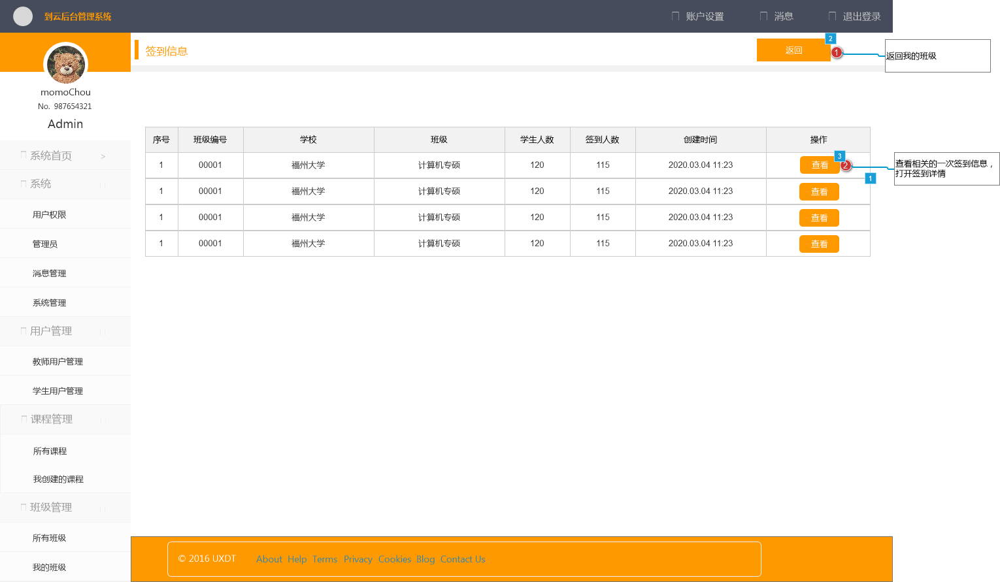 到云后台管理系统
账户设置 消息 退出登录
momoChou
No. 987654321
Admin
系统首页 >
系统
用户权限
管理员
消息管理
系统管理
用户管理
教师用户管理
学生用户管理
课程管理
所有课程
我创建的课程
班级管理
所有班级
我的班级
签到信息
返回 2 1
返回我的班级
序号 班级编号 学校 班级 学生人数 签到人数 创建时间 操作
1 00001 福州大学 计算机专硕 120 115 2020.03.04 11:23 查看 3 2
查看相关的一次签到信息，
打开签到详情
1
1 00001 福州大学 计算机专硕 120 115 2020.03.04 11:23 查看
1 00001 福州大学 计算机专硕 120 115 2020.03.04 11:23 查看
1 00001 福州大学 计算机专硕 120 115 2020.03.04 11:23 查看
© 2016 UXDT About Help Terms Privacy Cookies Blog Contact Us